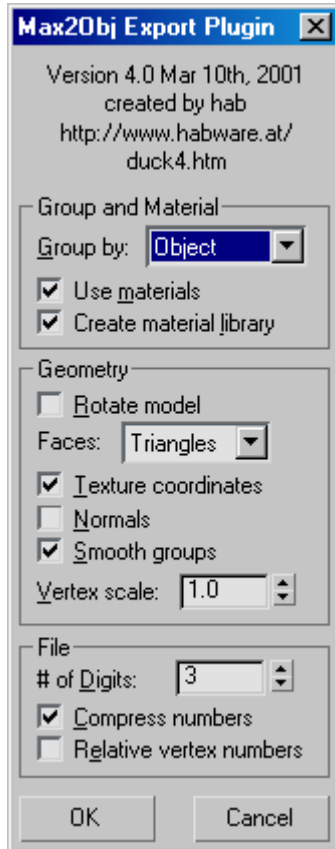 Max2Obj Export Plugin
Version 4.0 Mar 10th, 2001
created by hab
http://www.habware.at/
duck4.htm
Group and Material
Group by: Object
Use materials
Create material library
Geometry
Rotate model
Faces: Triangles
Texture coordinates
Normals
Smooth groups
Vertex scale: 1.0
File
# of Digits: 3
Compress numbers
Relative vertex numbers
OK Cancel